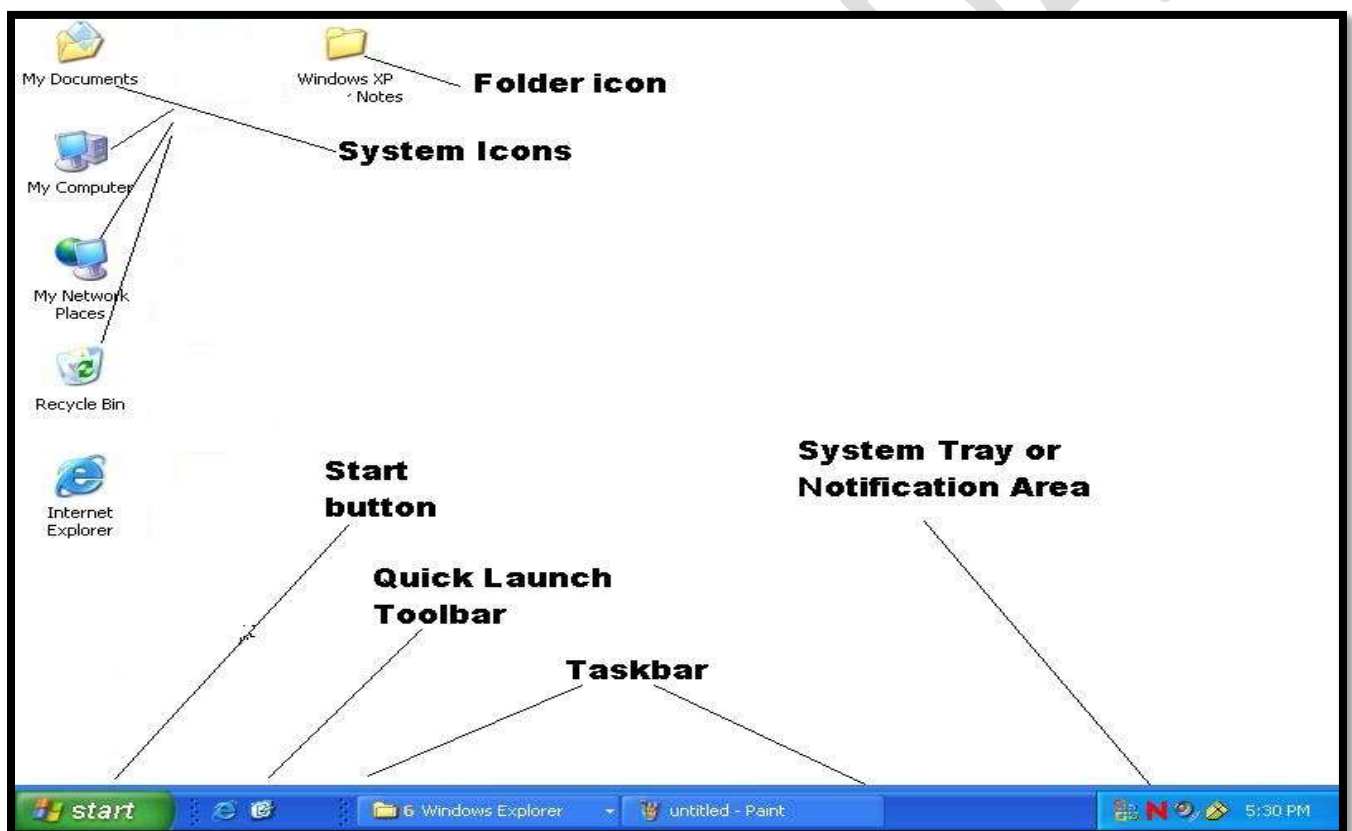 My Documents
Windows XP
Notes
Folder icon
System Icons
My Computer
My Network
Places
Recycle Bin
Internet
Explorer
Start
button
System Tray or
Notification Area
Quick Launch
Toolbar
Taskbar
start
6 Windows Explorer
untitled - Paint
N
5:30 PM